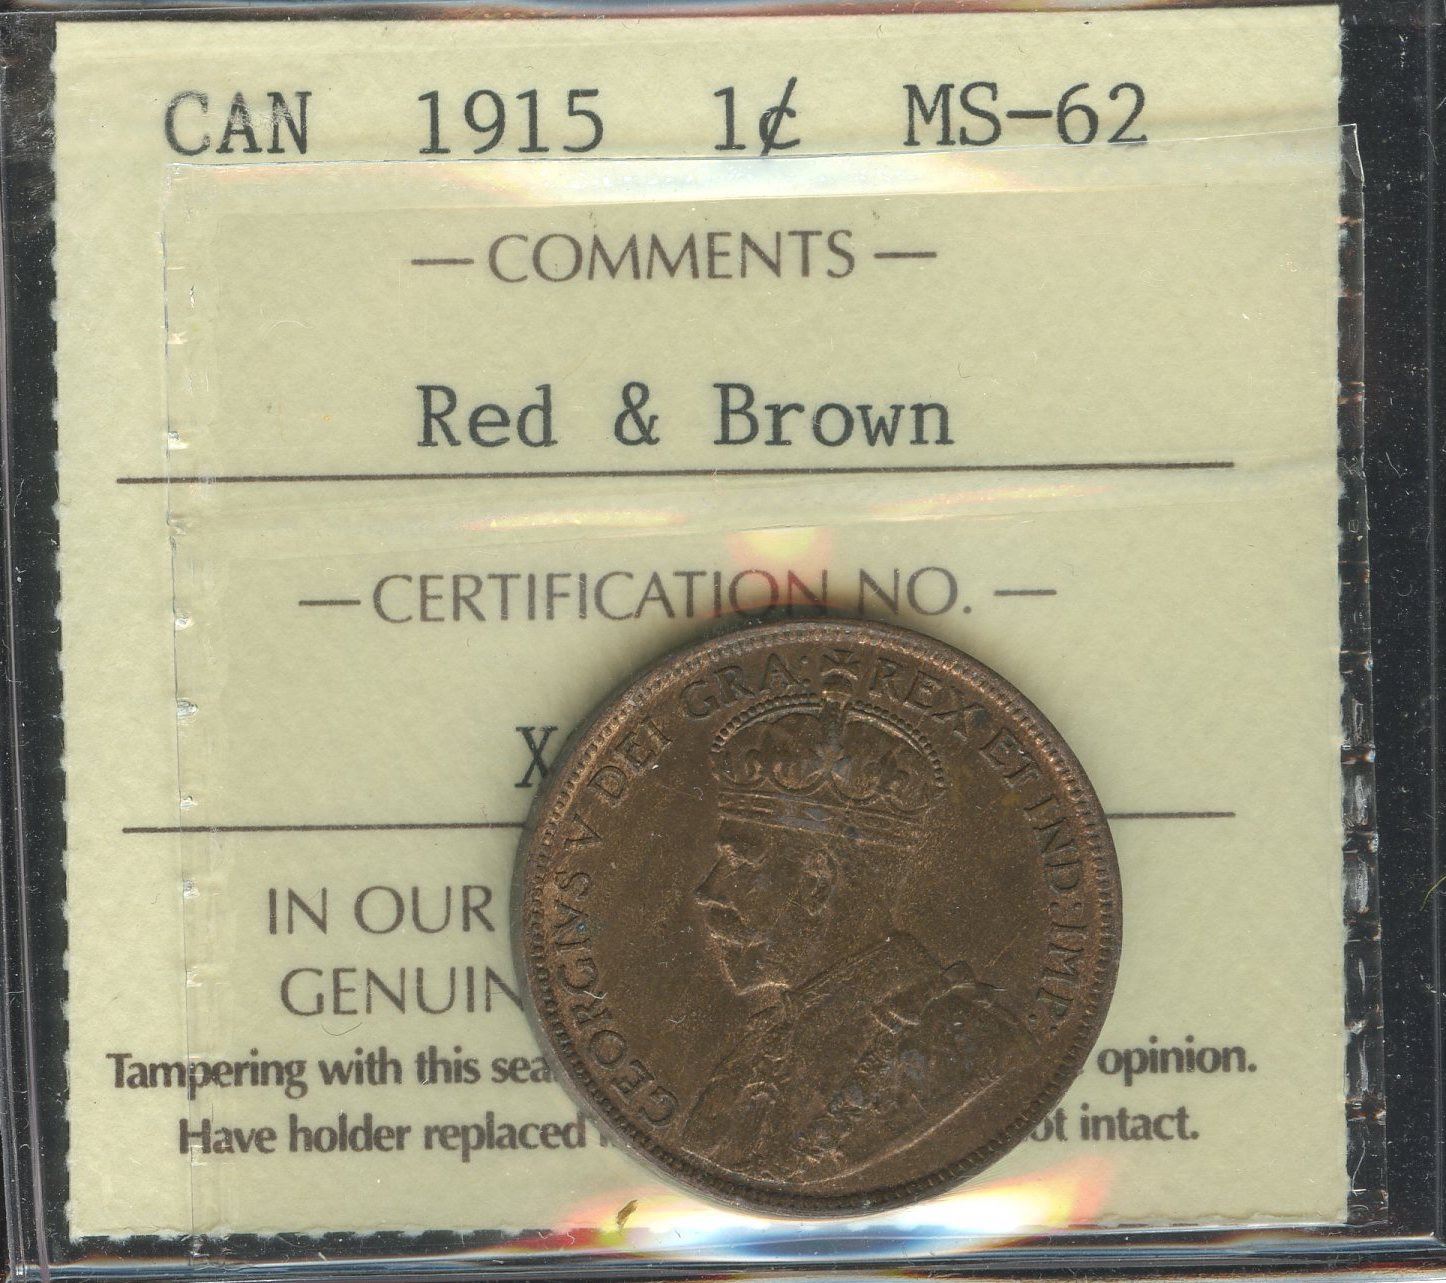 CAN 1915 1¢ MS-62
— COMMENTS —
Red & Brown
— CERTIFICATION NO. —
X
IN OUR
GENUIN
Tampering with this sea opinion.
Have holder replaced ot intact.
GEORGIVS V DEI GRA: REX ET IND: IMP: